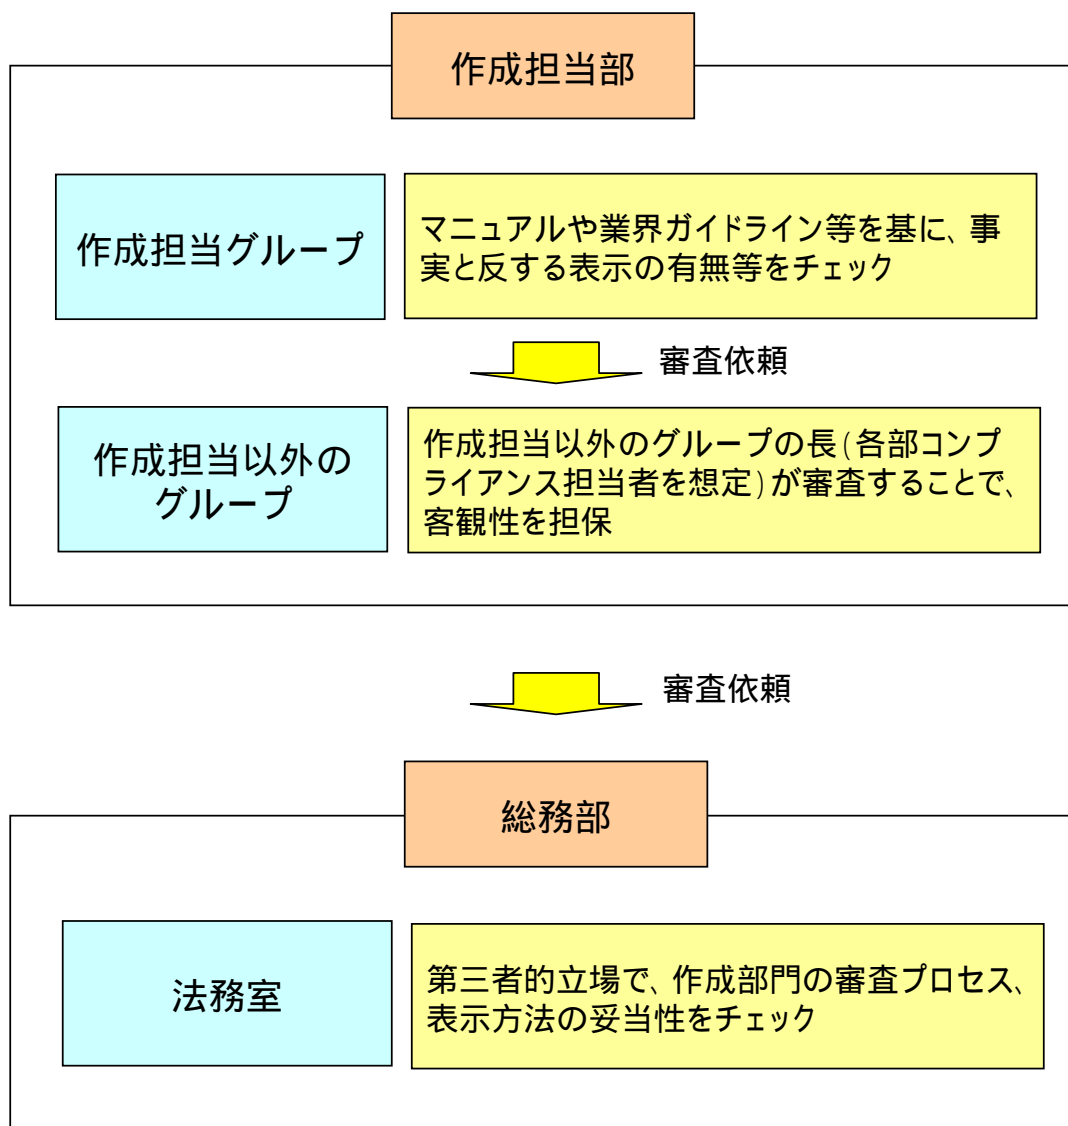 作成担当部
作成担当グループ
マニュアルや業界ガイドライン等を基に、事
実と反する表示の有無等をチェック
審査依頼
作成担当以外の
グループ
作成担当以外のグループの長(各部コンプ
ライアンス担当者を想定)が審査することで、
客観性を担保
審査依頼
総務部
法務室
第三者的立場で、作成部門の審査プロセス、
表示方法の妥当性をチェック